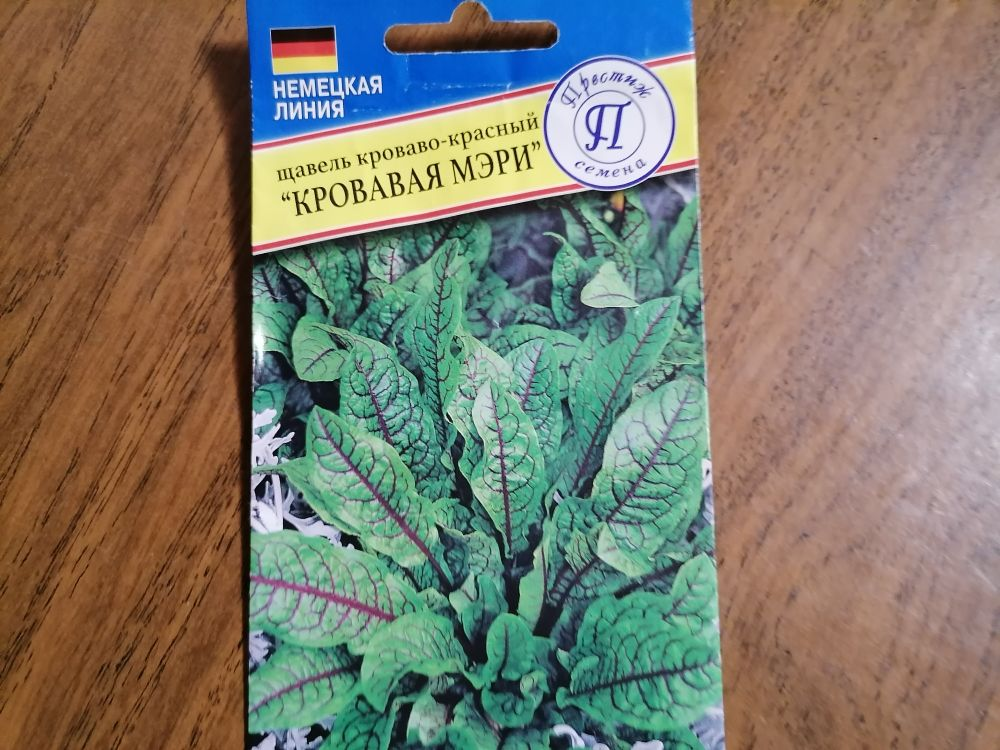 НЕМЕЦКАЯ
ЛИНИЯ
Престиж
П
семена
щавель кроваво-красный
“КРОВАВАЯ МЭРИ”